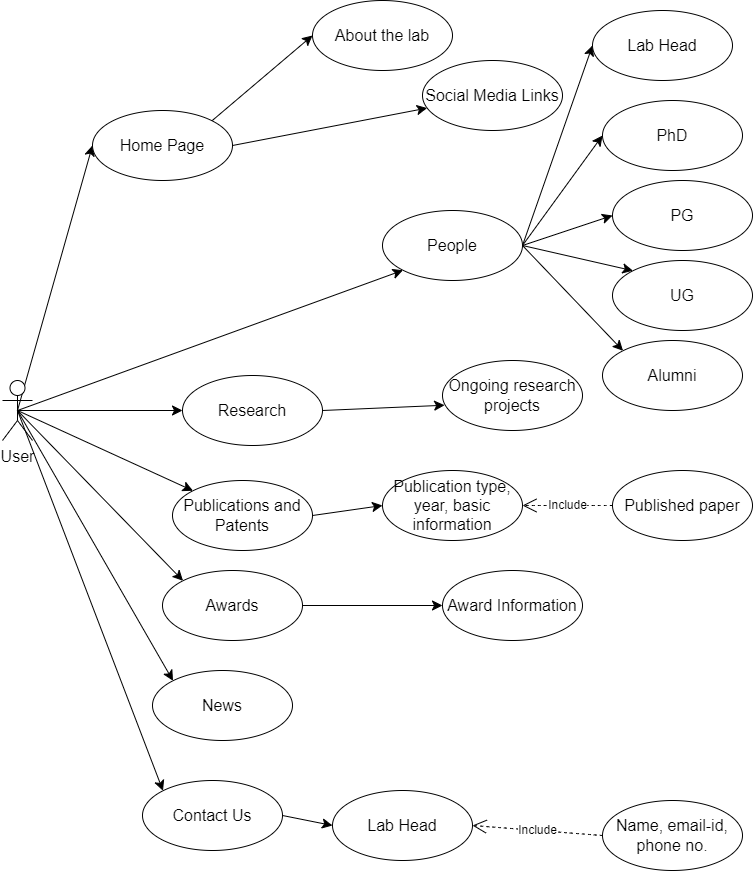 About the lab
Lab Head
Social Media Links
Home Page
PhD
PG
People
UG
Alumni
Ongoing research
projects
Research
User
Publication type,
year, basic
information
Include
Published paper
Publications and
Patents
Awards
Award Information
News
Contact Us
Lab Head
Include
Name, email-id,
phone no.